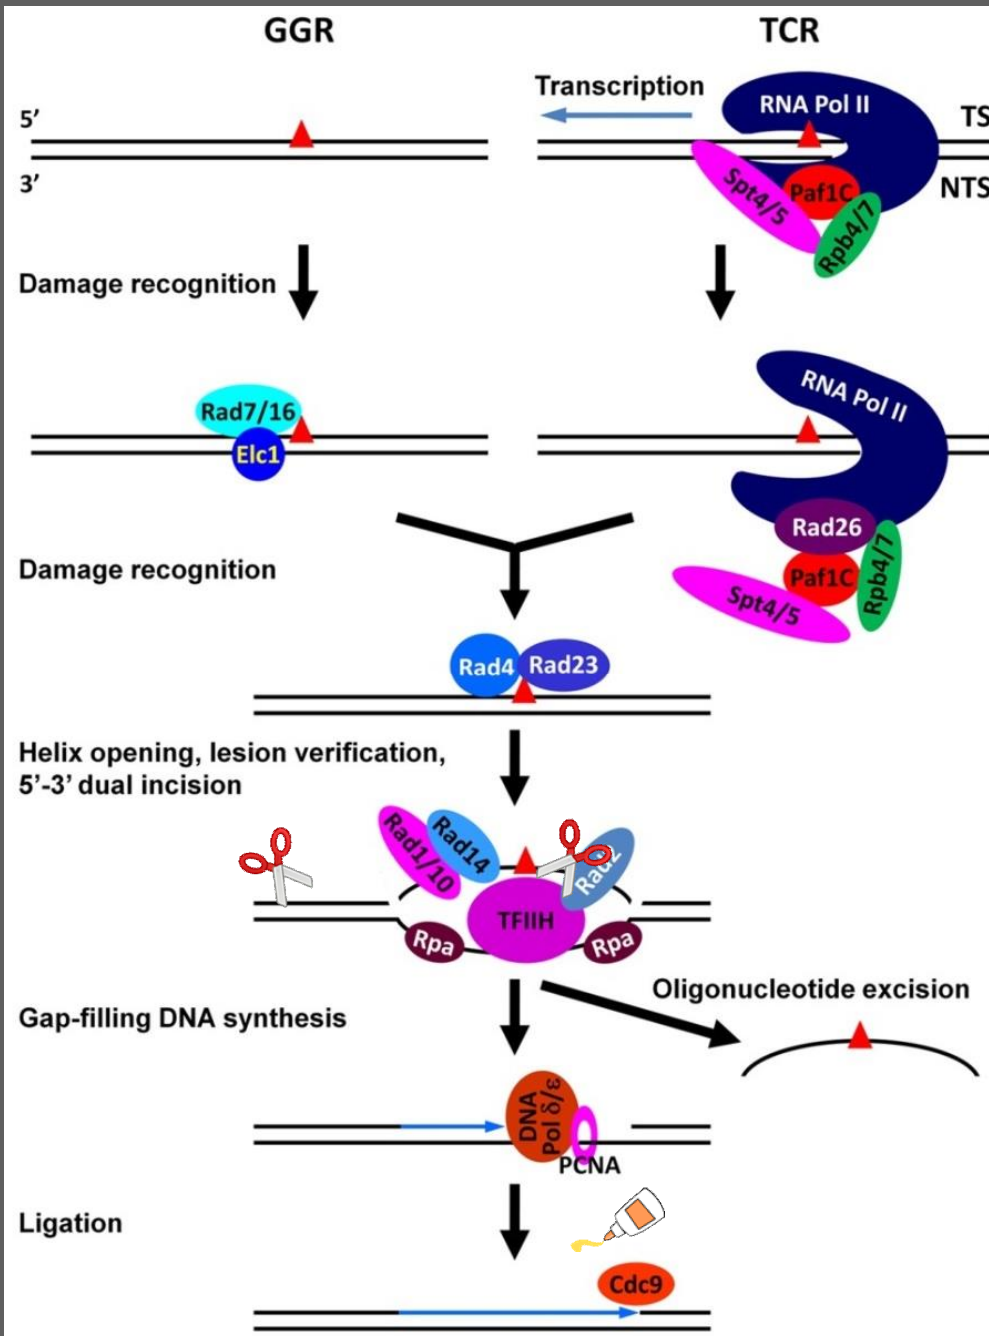 GGR
TCR
Transcription
RNA Pol II
5’
TS
3’
NTS
Spt4/5
Paf1C
Rpb4/7
Damage recognition
RNA Pol II
Rad7/16
Elc1
Rad26
Damage recognition
Paf1C
Spt4/5
Rpb4/7
Rad4
Rad23
Helix opening, lesion verification,
5’-3’ dual incision
Rad1/10
Rad14
Rad2
TFIIH
Rpa
Rpa
Oligonucleotide excision
Gap-filling DNA synthesis
DNA
Pol δ/ε
PCNA
Ligation
Cdc9